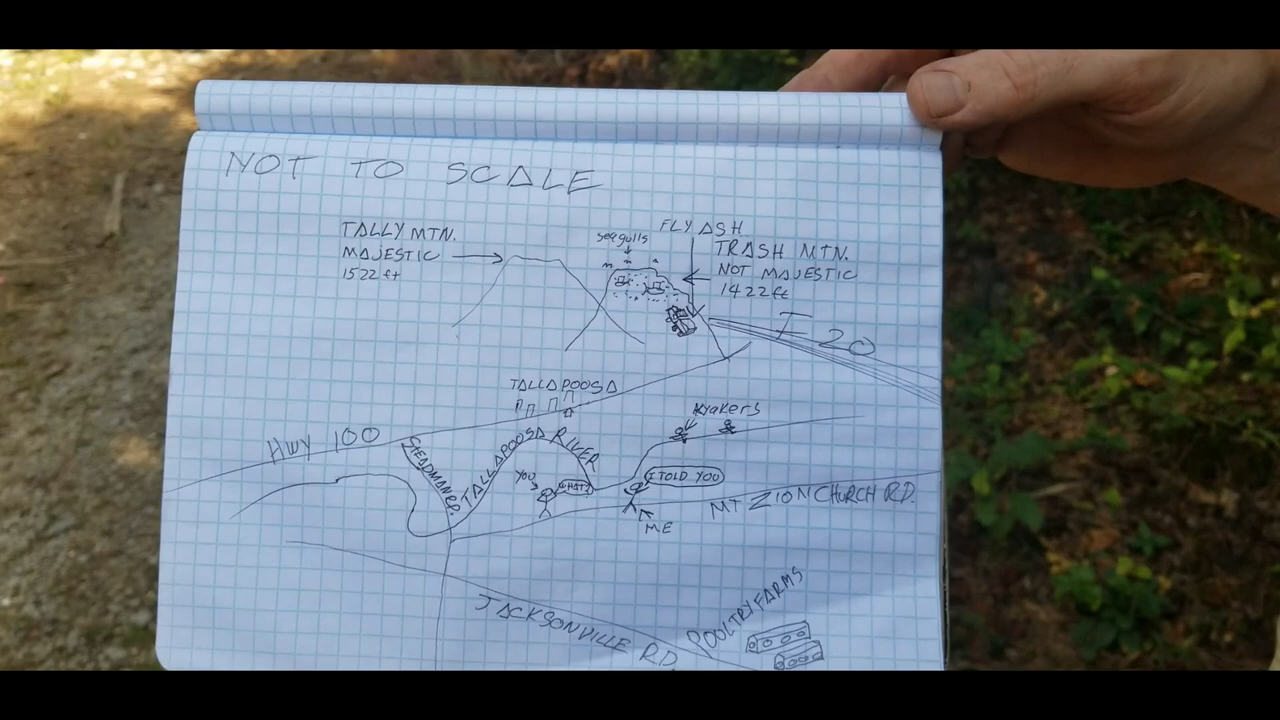 NOT TO SCALE
TALLY MTN.
MAJESTIC
1522 ft
seagulls
FLY ASH
TRASH MTN.
NOT MAJESTIC
1422 ft
I 20
TALLAPOOSA
Hwy 100
STEADMAN RD.
TALLAPOOSA RIVER
Kyakers
YOU
WHAT?
I TOLD YOU
ME
MT ZION CHURCH RD.
JACKSONVILLE RD.
POOLTRY FARMS